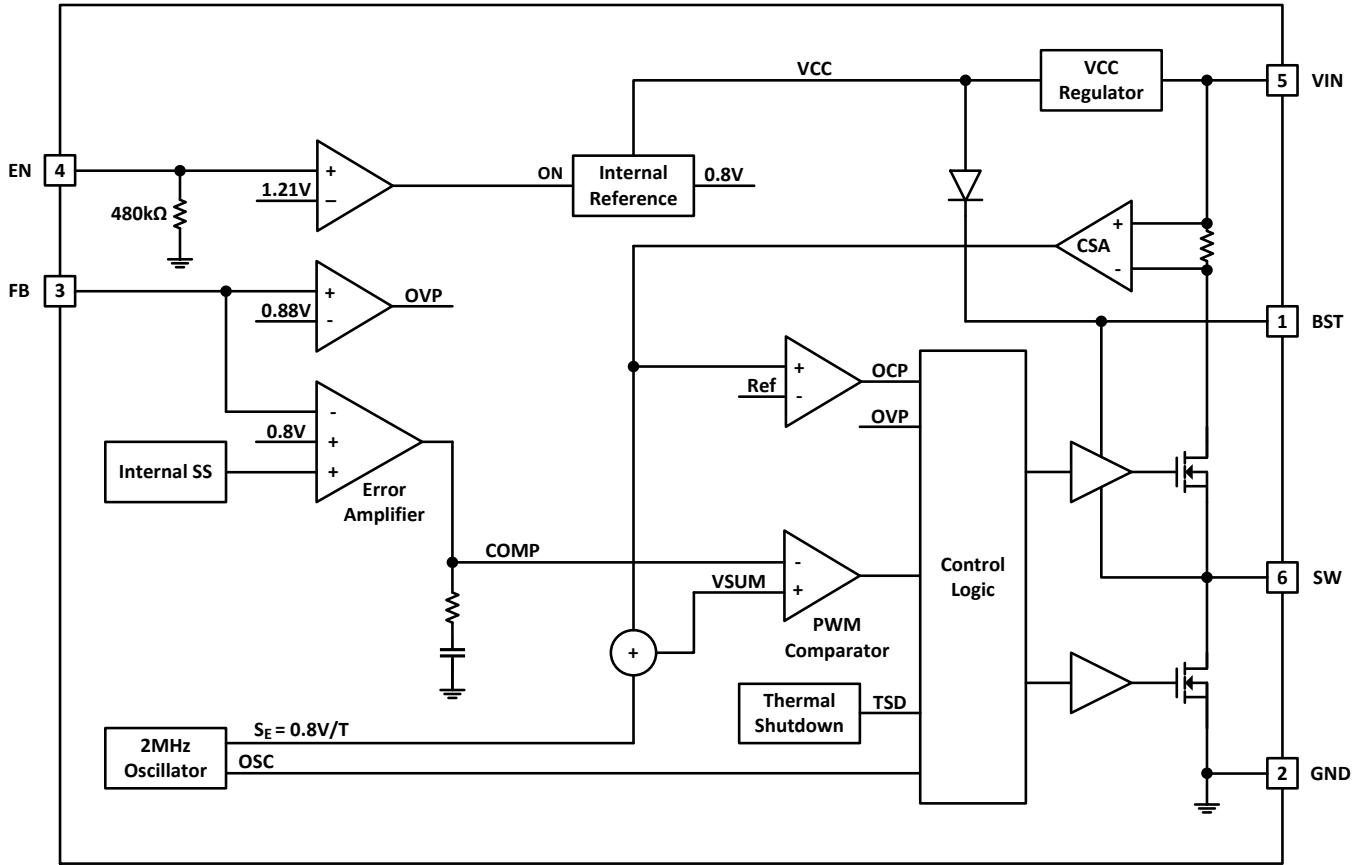 VCC
VCC
Regulator
5
VIN
EN
4
+
1.21V
–
ON
Internal
Reference
0.8V
480kΩ
CSA
+
-
FB
3
+
0.88V
-
OVP
1
BST
+
Ref
-
OCP
OVP
-
0.8V
+
+
Internal SS
Error
Amplifier
COMP
-
VSUM
+
PWM
Comparator
Control
Logic
6
SW
+
Thermal
Shutdown
TSD
SE = 0.8V/T
2MHz
Oscillator
OSC
2
GND